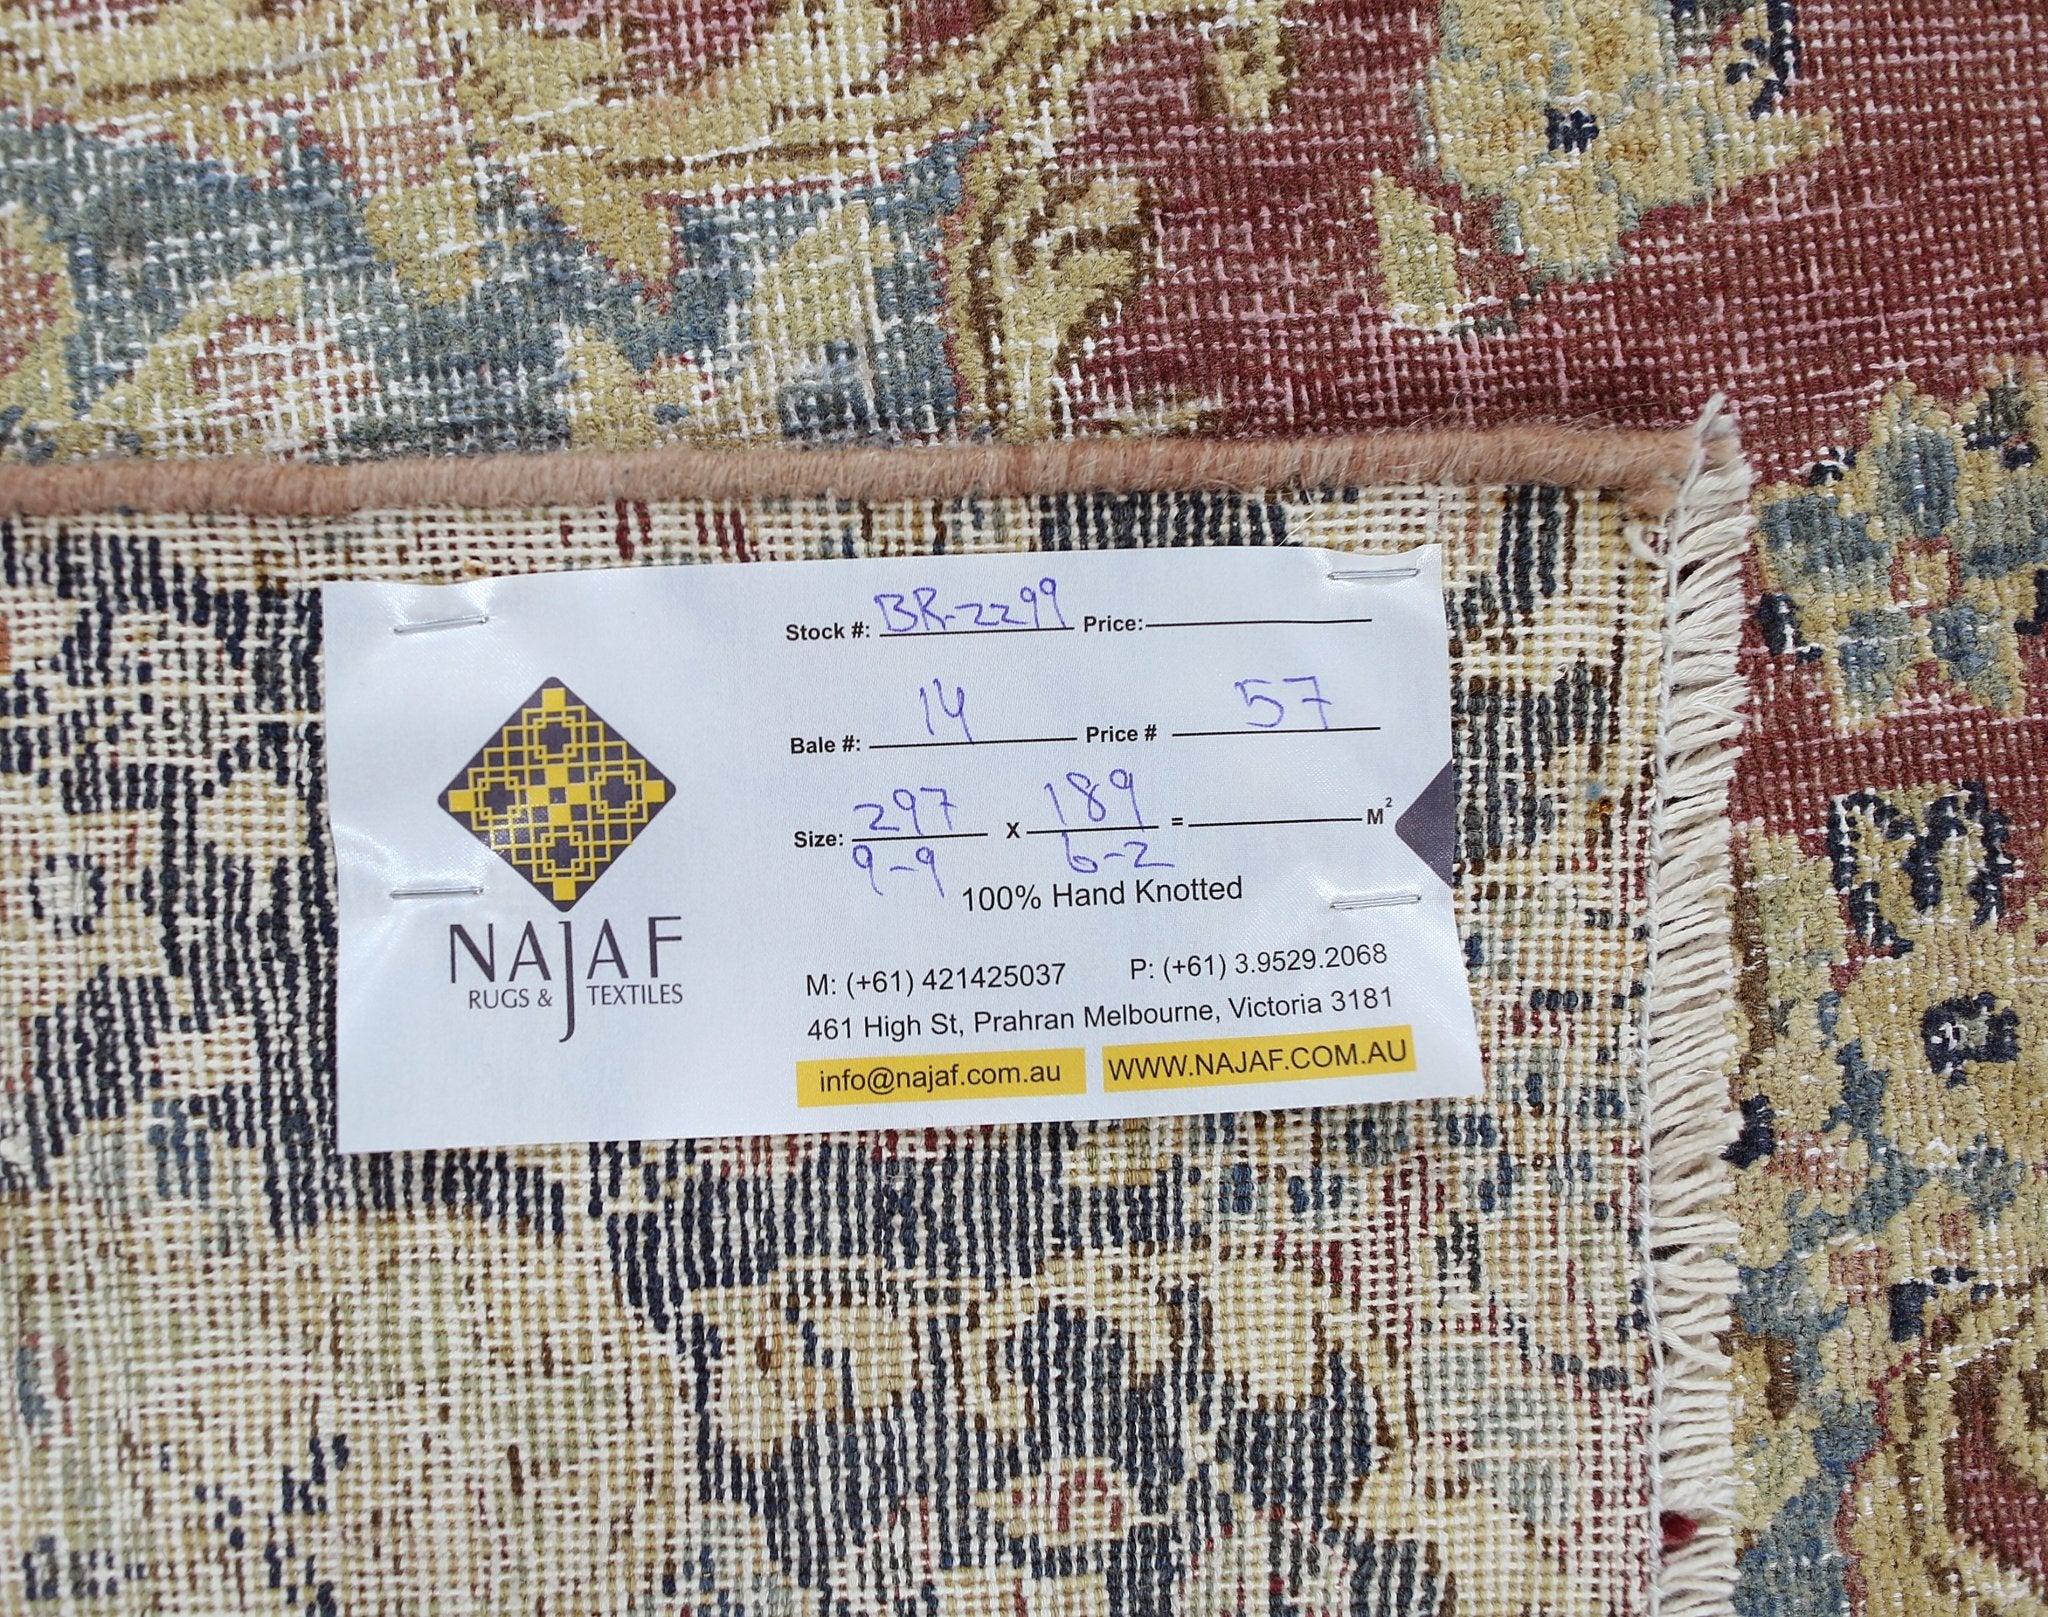 Stock #: BR-2299 Price:
Bale #: 14 Price # 57
Size: 297 x 189 = M²
9-9 6-2
100% Hand Knotted
NAJAF
RUGS & TEXTILES
M: (+61) 421425037 P: (+61) 3.9529.2068
461 High St, Prahran Melbourne, Victoria 3181
info@najaf.com.au WWW.NAJAF.COM.AU